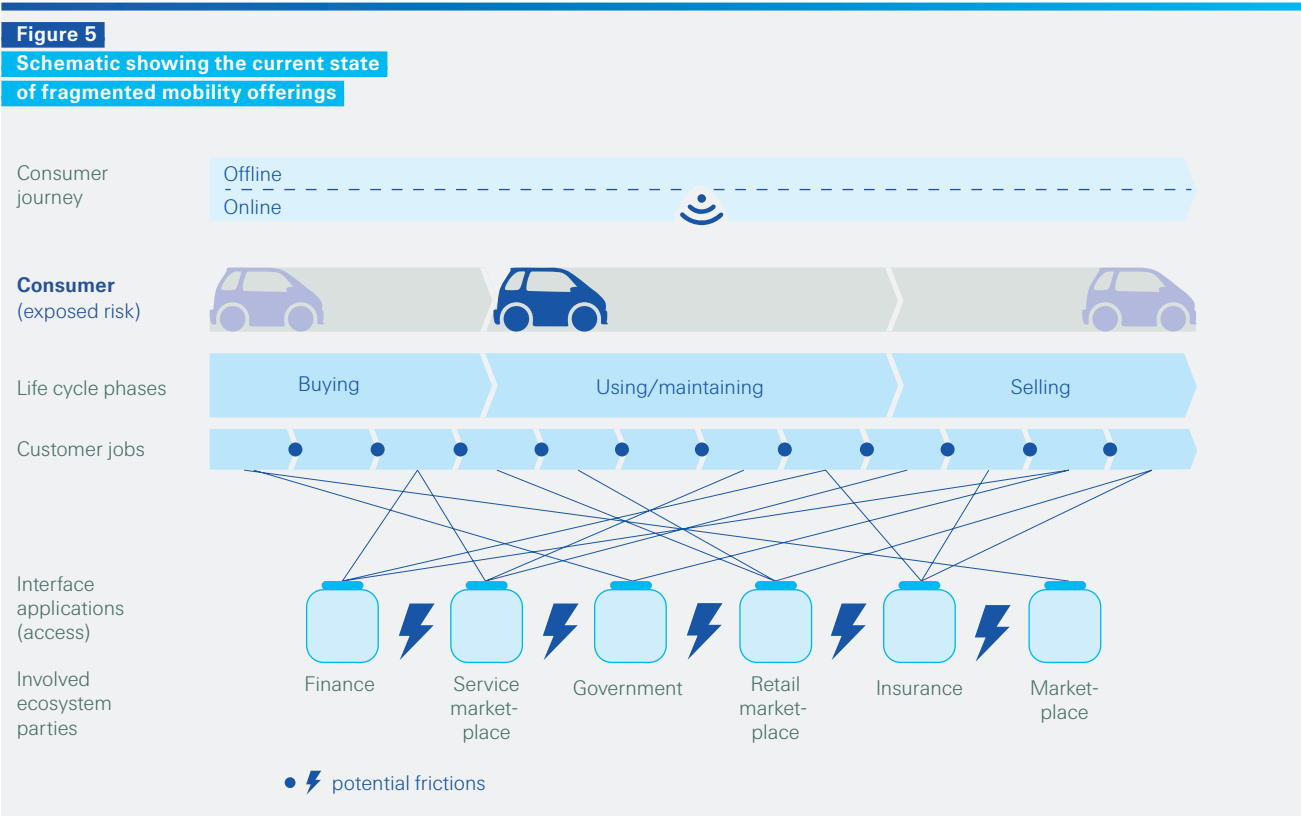 Figure 5
Schematic showing the current state
of fragmented mobility offerings
Consumer
journey
Offline
Online
Consumer
(exposed risk)
Life cycle phases
Buying
Using/maintaining
Selling
Customer jobs
Interface
applications
(access)
Involved
ecosystem
parties
Finance
Service
market-
place
Government
Retail
market-
place
Insurance
Market-
place
potential frictions